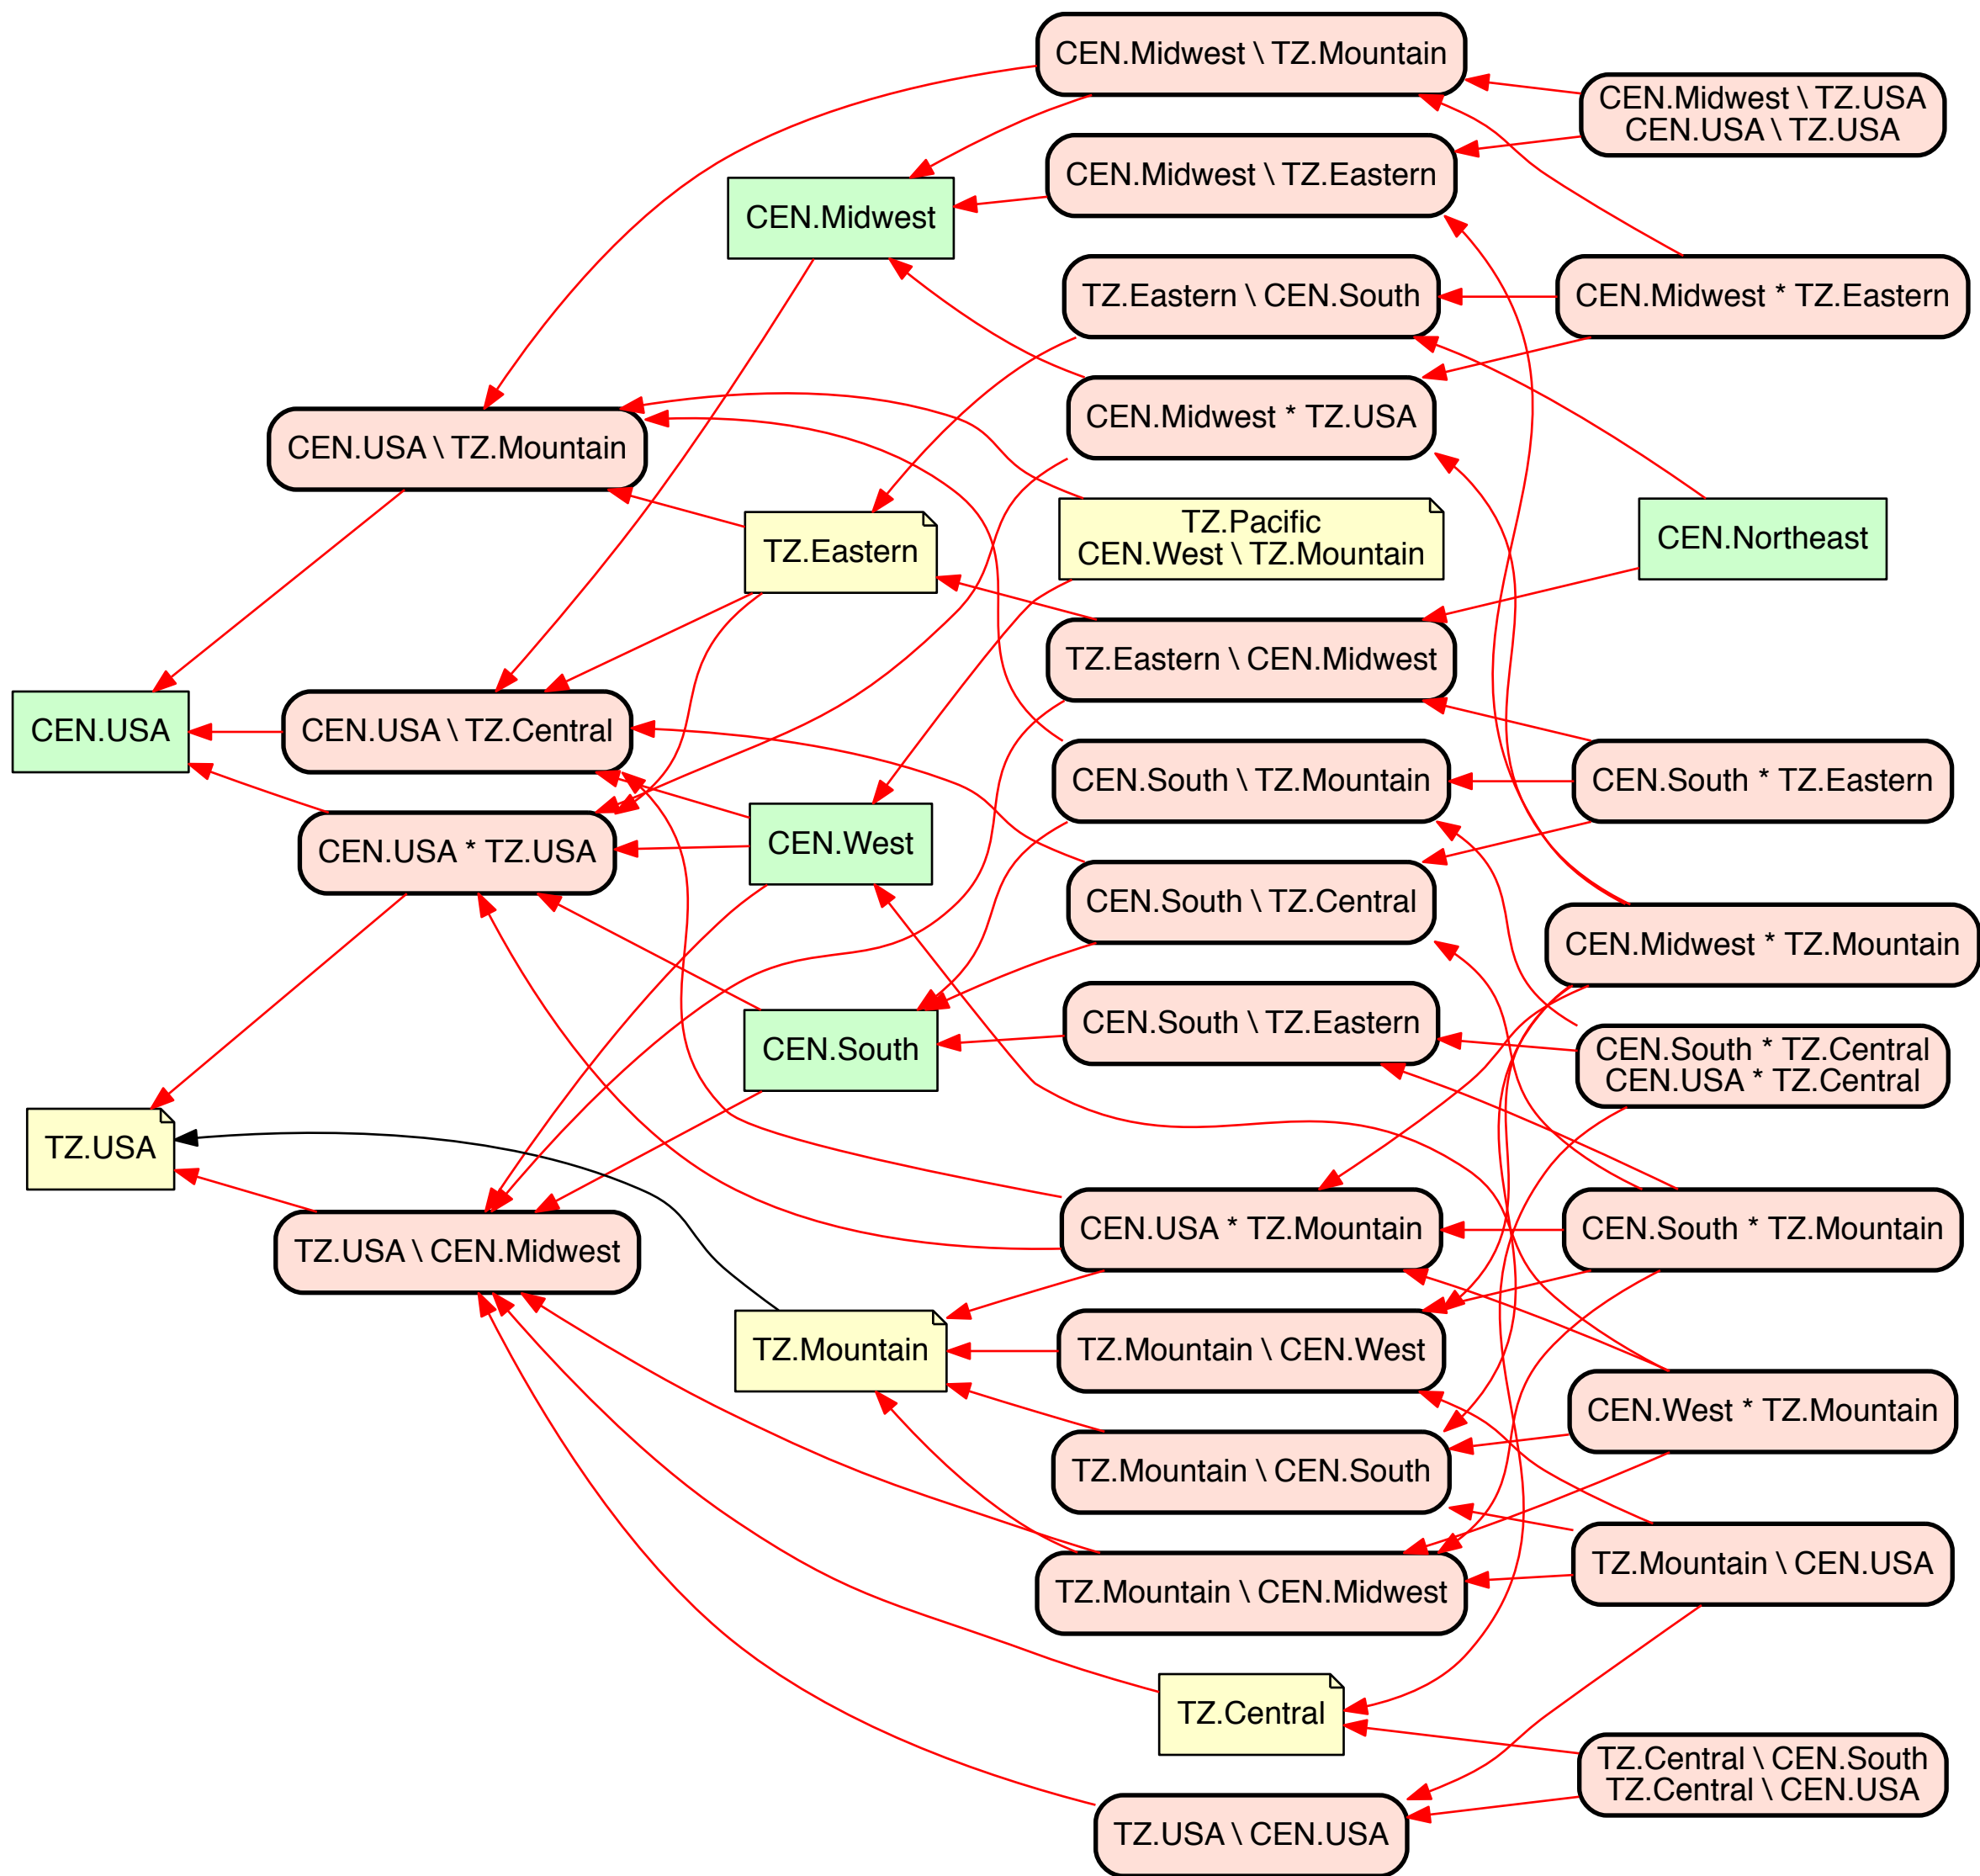 CEN.Midwest \ TZ.Mountain
CEN.Midwest \ TZ.USA
CEN.USA \ TZ.USA
CEN.Midwest \ TZ.Eastern
CEN.Midwest
TZ.Eastern \ CEN.South
CEN.Midwest * TZ.Eastern
CEN.Midwest * TZ.USA
CEN.USA \ TZ.Mountain
TZ.Eastern
TZ.Pacific
CEN.West \ TZ.Mountain
CEN.Northeast
TZ.Eastern \ CEN.Midwest
CEN.USA
CEN.USA \ TZ.Central
CEN.South \ TZ.Mountain
CEN.South * TZ.Eastern
CEN.USA * TZ.USA
CEN.West
CEN.South \ TZ.Central
CEN.Midwest * TZ.Mountain
CEN.South
CEN.South \ TZ.Eastern
CEN.South * TZ.Central
CEN.USA * TZ.Central
TZ.USA
TZ.USA \ CEN.Midwest
CEN.USA * TZ.Mountain
CEN.South * TZ.Mountain
TZ.Mountain
TZ.Mountain \ CEN.West
CEN.West * TZ.Mountain
TZ.Mountain \ CEN.South
TZ.Mountain \ CEN.USA
TZ.Mountain \ CEN.Midwest
TZ.Central
TZ.Central \ CEN.South
TZ.Central \ CEN.USA
TZ.USA \ CEN.USA